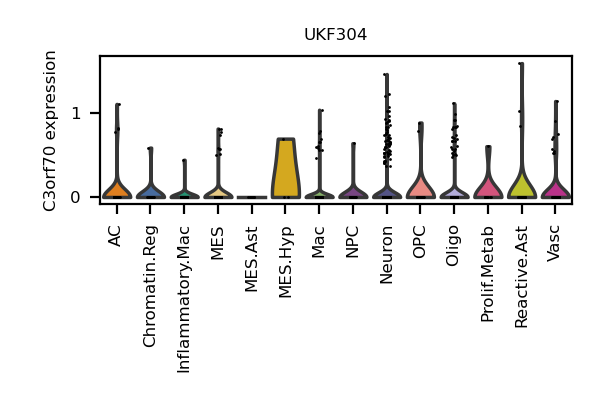 UKF304
C3orf70 expression
1
0
AC
Chromatin.Reg
Inflammatory.Mac
MES
MES.Ast
MES.Hyp
Mac
NPC
Neuron
OPC
Oligo
Prolif.Metab
Reactive.Ast
Vasc